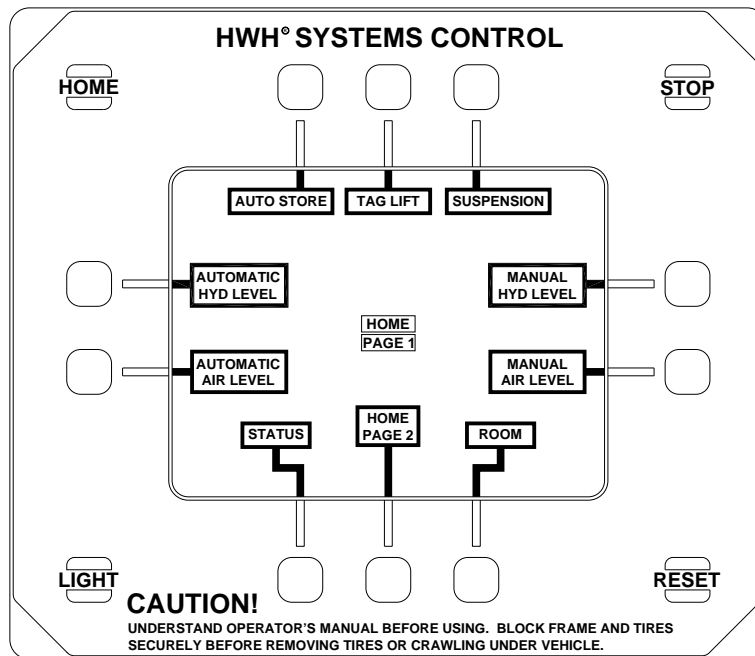 HWH® SYSTEMS CONTROL
HOME
STOP
AUTO STORE
TAG LIFT
SUSPENSION
AUTOMATIC
HYD LEVEL
MANUAL
HYD LEVEL
HOME
PAGE 1
AUTOMATIC
AIR LEVEL
MANUAL
AIR LEVEL
STATUS
HOME
PAGE 2
ROOM
LIGHT
RESET
CAUTION!
UNDERSTAND OPERATOR'S MANUAL BEFORE USING. BLOCK FRAME AND TIRES
SECURELY BEFORE REMOVING TIRES OR CRAWLING UNDER VEHICLE.